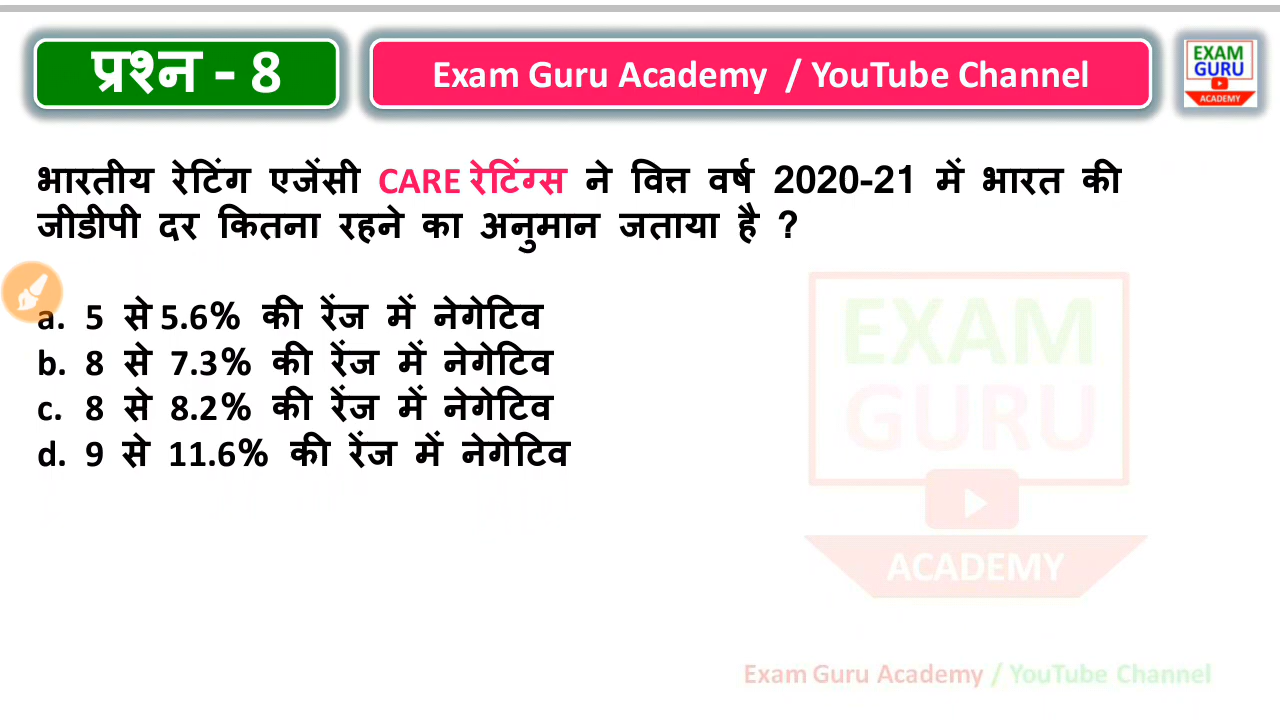 प्रश्न - 8
Exam Guru Academy / YouTube Channel
EXAM
GURU
ACADEMY
भारतीय रेटिंग एजेंसी CARE रेटिंग्स ने वित्त वर्ष 2020-21 में भारत की
जीडीपी दर कितना रहने का अनुमान जताया है ?
a. 5 से 5.6% की रेंज में नेगेटिव
b. 8 से 7.3% की रेंज में नेगेटिव
c. 8 से 8.2% की रेंज में नेगेटिव
d. 9 से 11.6% की रेंज में नेगेटिव
EXAM
GURU
ACADEMY
Exam Guru Academy / YouTube Channel